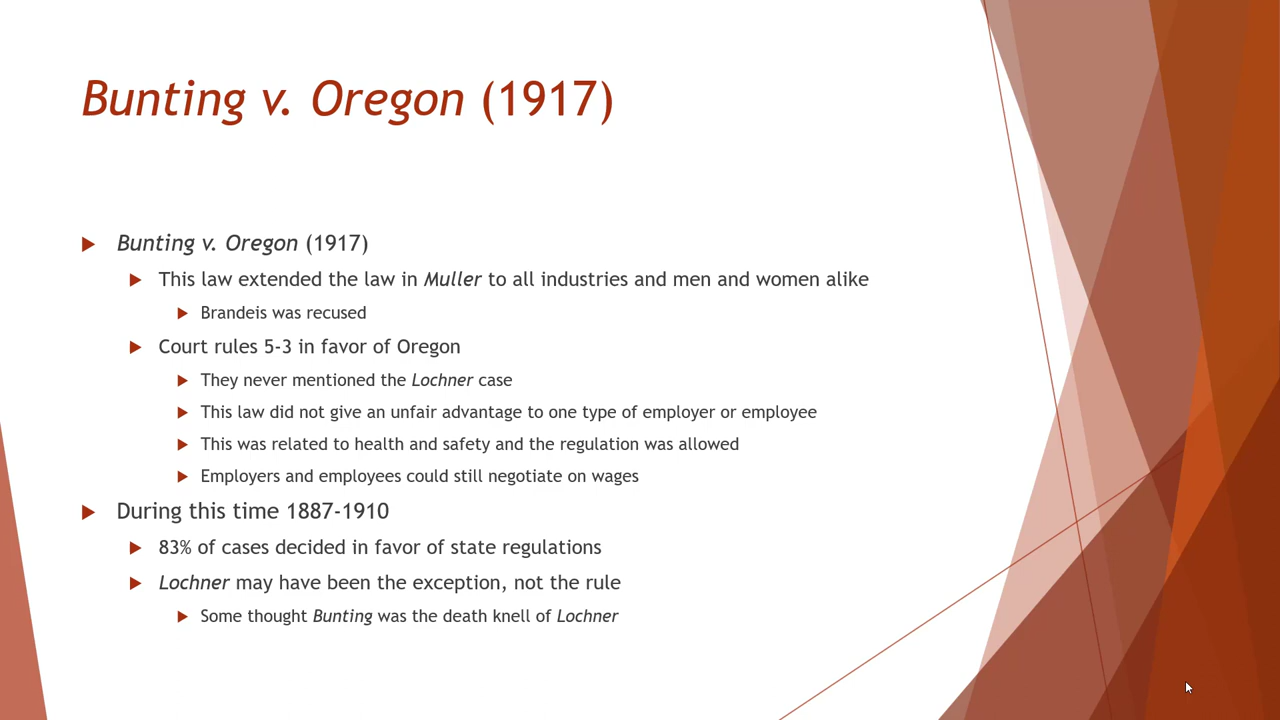 Bunting v. Oregon (1917)
Bunting v. Oregon (1917)
This law extended the law in Muller to all industries and men and women alike
Brandeis was recused
Court rules 5-3 in favor of Oregon
They never mentioned the Lochner case
This law did not give an unfair advantage to one type of employer or employee
This was related to health and safety and the regulation was allowed
Employers and employees could still negotiate on wages
During this time 1887-1910
83% of cases decided in favor of state regulations
Lochner may have been the exception, not the rule
Some thought Bunting was the death knell of Lochner